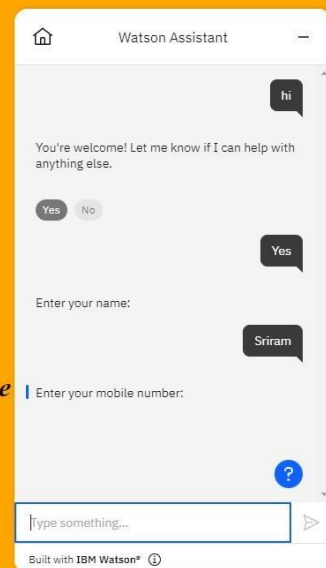 Watson Assistant
hi
You're welcome! Let me know if I can help with
anything else.
Yes No
Yes
Enter your name:
Sriram
e
Enter your mobile number:
?
Type something...
Built with IBM Watson® ⓘ